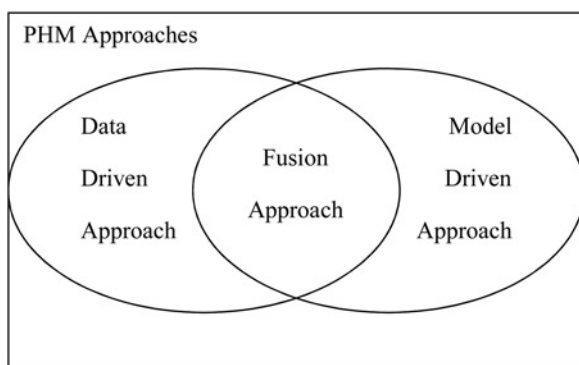 PHM Approaches
Data
Driven
Approach
Fusion
Approach
Model
Driven
Approach